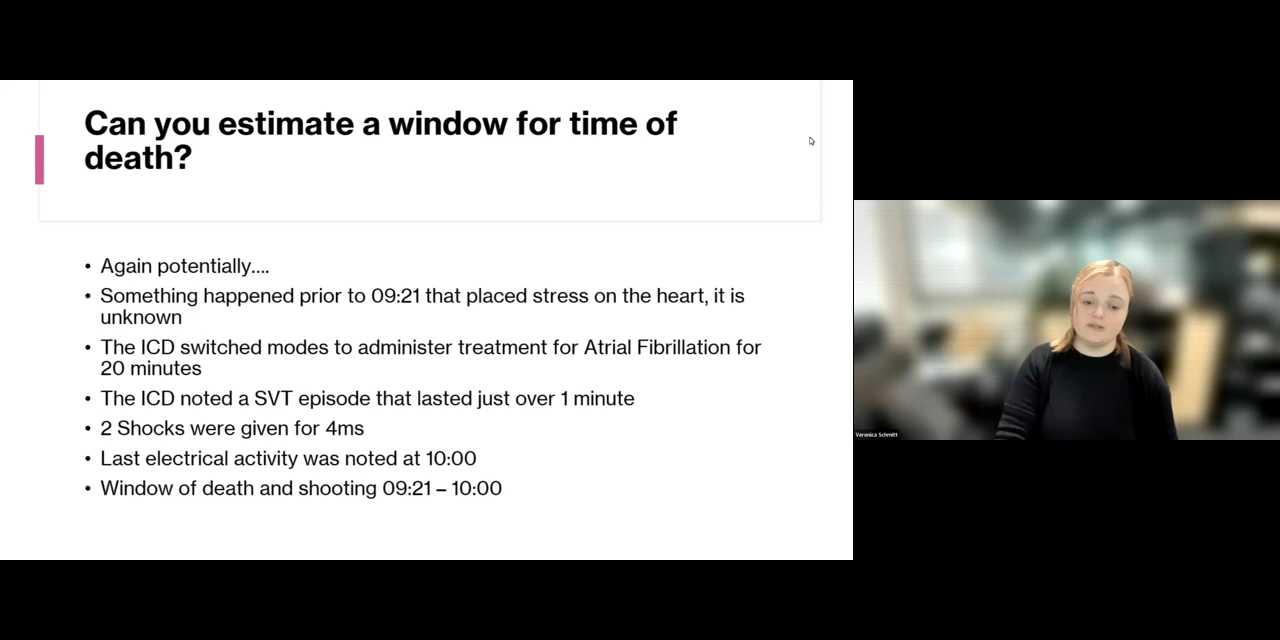 Can you estimate a window for time of
death?
• Again potentially....
• Something happened prior to 09:21 that placed stress on the heart, it is
unknown
• The ICD switched modes to administer treatment for Atrial Fibrillation for
20 minutes
• The ICD noted a SVT episode that lasted just over 1 minute
• 2 Shocks were given for 4ms
• Last electrical activity was noted at 10:00
• Window of death and shooting 09:21 – 10:00
Veronica Schmitt